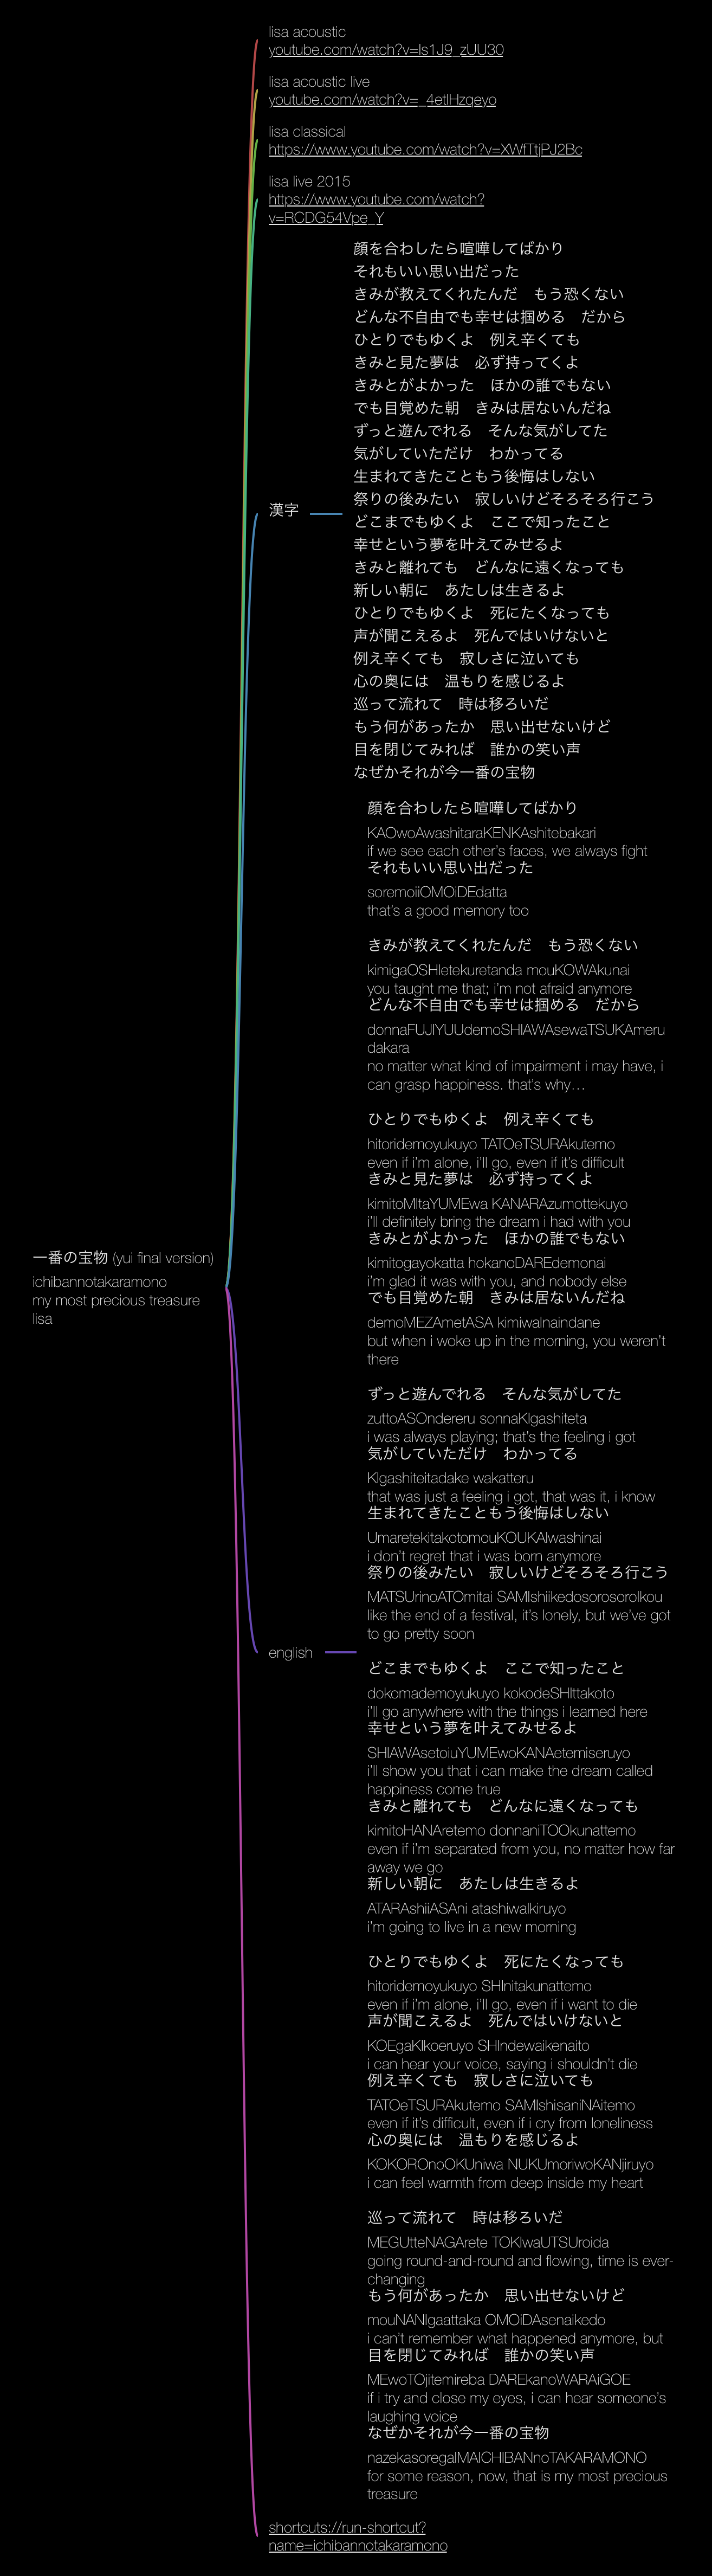 lisa acoustic
youtube.com/watch?v=Is1J9_zUU30
lisa acoustic live
youtube.com/watch?v=_4etlHzqeyo
lisa classical
https://www.youtube.com/watch?v=XWfTtjPJ2Bc
lisa live 2015
https://www.youtube.com/watch?
v=RCDG54Vpe_Y
漢字
顔を合わしたら喧嘩してばかり
それもいい思い出だった
きみが教えてくれたんだ　もう恐くない
どんな不自由でも幸せは掴める　だから
ひとりでもゆくよ　例え辛くても
きみと見た夢は　必ず持ってくよ
きみとがよかった　ほかの誰でもない
でも目覚めた朝　きみは居ないんだね
ずっと遊んでれる　そんな気がしてた
気がしていただけ　わかってる
生まれてきたこともう後悔はしない
祭りの後みたい　寂しいけどそろそろ行こう
どこまでもゆくよ　ここで知ったこと
幸せという夢を叶えてみせるよ
きみと離れても　どんなに遠くなっても
新しい朝に　あたしは生きるよ
ひとりでもゆくよ　死にたくなっても
声が聞こえるよ　死んではいけないと
例え辛くても　寂しさに泣いても
心の奥には　温もりを感じるよ
巡って流れて　時は移ろいだ
もう何があったか　思い出せないけど
目を閉じてみれば　誰かの笑い声
なぜかそれが今一番の宝物
一番の宝物 (yui final version)
ichibannotakaramono
my most precious treasure
lisa
english
顔を合わしたら喧嘩してばかり
KAOwoAwashitaraKENKAshitebakari
if we see each other's faces, we always fight
それもいい思い出だった
soremoiiOMOiDEdatta
that's a good memory too
きみが教えてくれたんだ　もう恐くない
kimigaOSHIetekuretanda mouKOWAkunai
you taught me that; i'm not afraid anymore
どんな不自由でも幸せは掴める　だから
donnaFUJIYUUdemoSHIAWAsewaTSUKAmeru
dakara
no matter what kind of impairment i may have, i
can grasp happiness. that's why…
ひとりでもゆくよ　例え辛くても
hitoridemoyukuyo TATOeTSURAkutemo
even if i'm alone, i'll go, even if it's difficult
きみと見た夢は　必ず持ってくよ
kimitoMItaYUMEwa KANARAzumottekuyo
i'll definitely bring the dream i had with you
きみとがよかった　ほかの誰でもない
kimitogayokatta hokanoDAREdemonai
i'm glad it was with you, and nobody else
でも目覚めた朝　きみは居ないんだね
demoMEZAmetASA kimiwaInaindane
but when i woke up in the morning, you weren't
there
ずっと遊んでれる　そんな気がしてた
zuttoASOndereru sonnaKIgashiteta
i was always playing; that's the feeling i got
気がしていただけ　わかってる
KIgashiteitadake wakatteru
that was just a feeling i got, that was it, i know
生まれてきたこともう後悔はしない
UmaretekitakotomouKOUKAIwashinai
i don't regret that i was born anymore
祭りの後みたい　寂しいけどそろそろ行こう
MATSUrinoATOmitai SAMIshiikedosorosoroIkou
like the end of a festival, it's lonely, but we've got
to go pretty soon
どこまでもゆくよ　ここで知ったこと
dokomademoyukuyo kokodeSHIttakoto
i'll go anywhere with the things i learned here
幸せという夢を叶えてみせるよ
SHIAWAsetoiuYUMEwoKANAetemiseruyo
i'll show you that i can make the dream called
happiness come true
きみと離れても　どんなに遠くなっても
kimitoHANAretemo donnaniTOOkunattemo
even if i'm separated from you, no matter how far
away we go
新しい朝に　あたしは生きるよ
ATARAshiiASAni atashiwaIkiruyo
i'm going to live in a new morning
ひとりでもゆくよ　死にたくなっても
hitoridemoyukuyo SHInitakunattemo
even if i'm alone, i'll go, even if i want to die
声が聞こえるよ　死んではいけないと
KOEgaKIkoeruyo SHIndewaikenaito
i can hear your voice, saying i shouldn't die
例え辛くても　寂しさに泣いても
TATOeTSURAkutemo SAMIshisaniNAitemo
even if it's difficult, even if i cry from loneliness
心の奥には　温もりを感じるよ
KOKOROnoOKUniwa NUKUmoriwoKANjiruyo
i can feel warmth from deep inside my heart
巡って流れて　時は移ろいだ
MEGUtteNAGArete TOKIwaUTSUroida
going round-and-round and flowing, time is ever-
changing
もう何があったか　思い出せないけど
mouNANIgaattaka OMOiDAsenaikedo
i can't remember what happened anymore, but
目を閉じてみれば　誰かの笑い声
MEwoTOjitemireba DAREkanoWARAiGOE
if i try and close my eyes, i can hear someone's
laughing voice
なぜかそれが今一番の宝物
nazekasoregaIMAICHIBANnoTAKARAMONO
for some reason, now, that is my most precious
treasure
shortcuts://run-shortcut?
name=ichibannotakaramono